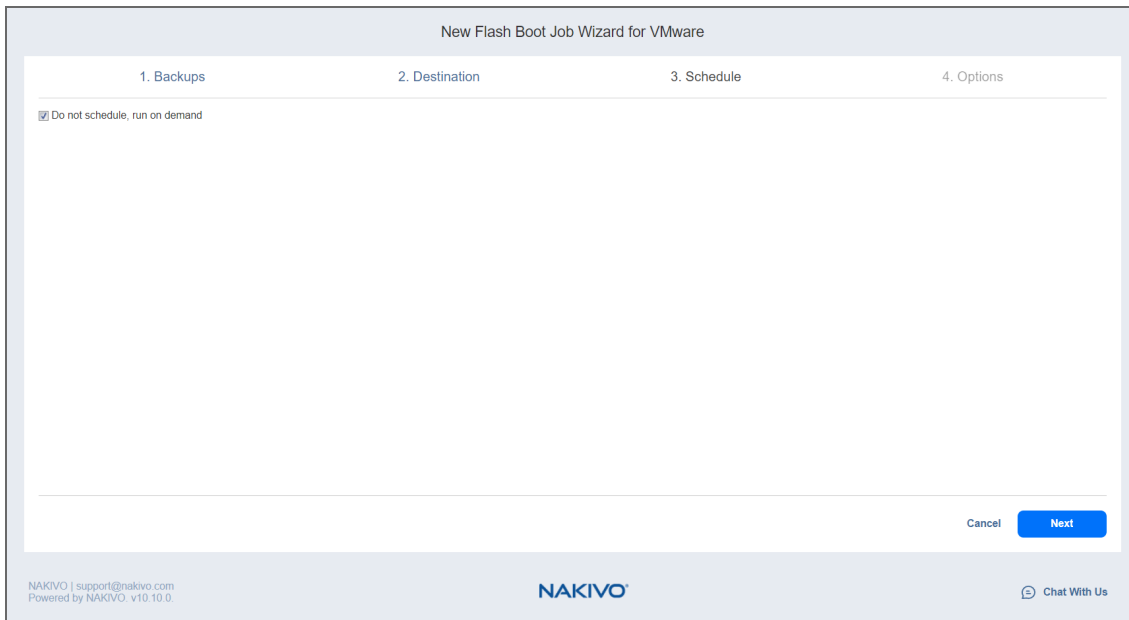 New Flash Boot Job Wizard for VMware
1. Backups 2. Destination 3. Schedule 4. Options
Do not schedule, run on demand
Cancel Next
NAKIVO | support@nakivo.com
Powered by NAKIVO. v10.10.0.
NAKIVO®
Chat With Us